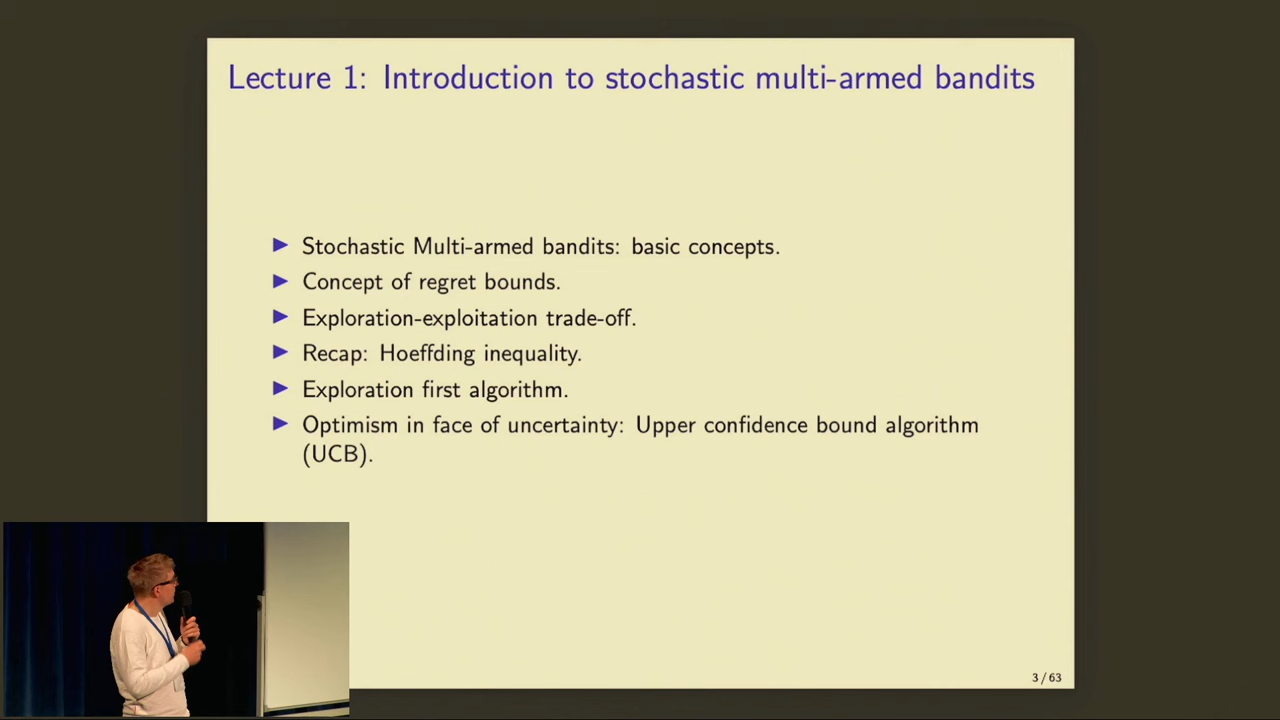 Lecture 1: Introduction to stochastic multi-armed bandits
Stochastic Multi-armed bandits: basic concepts.
Concept of regret bounds.
Exploration-exploitation trade-off.
Recap: Hoeffding inequality.
Exploration first algorithm.
Optimism in face of uncertainty: Upper confidence bound algorithm
(UCB).
3 / 63